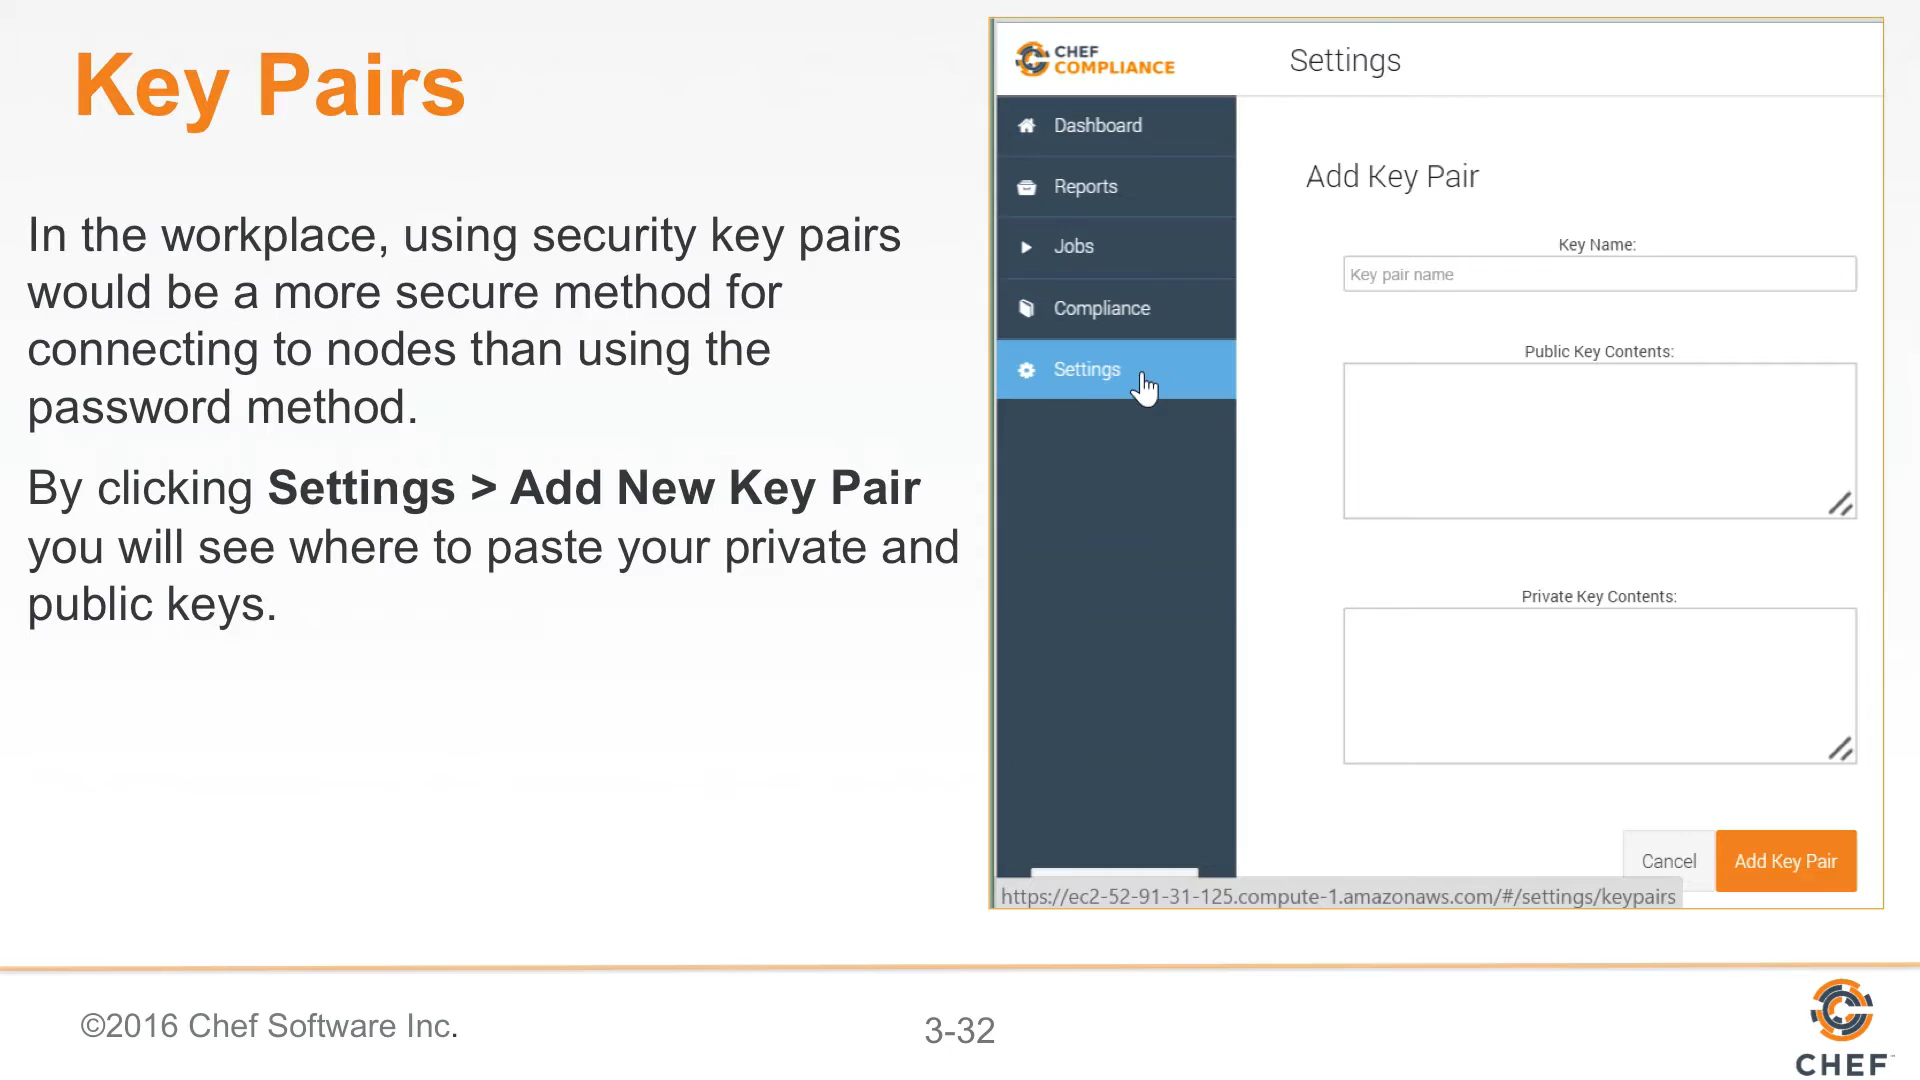 Key Pairs
In the workplace, using security key pairs
would be a more secure method for
connecting to nodes than using the
password method.
By clicking Settings > Add New Key Pair
you will see where to paste your private and
public keys.
CHEF
COMPLIANCE
Settings
Dashboard
Reports
Jobs
Compliance
Settings
Add Key Pair
Key Name:
Key pair name
Public Key Contents:
Private Key Contents:
Cancel
Add Key Pair
https://ec2-52-91-31-125.compute-1.amazonaws.com/#/settings/keypairs
©2016 Chef Software Inc.
3-32
CHEF